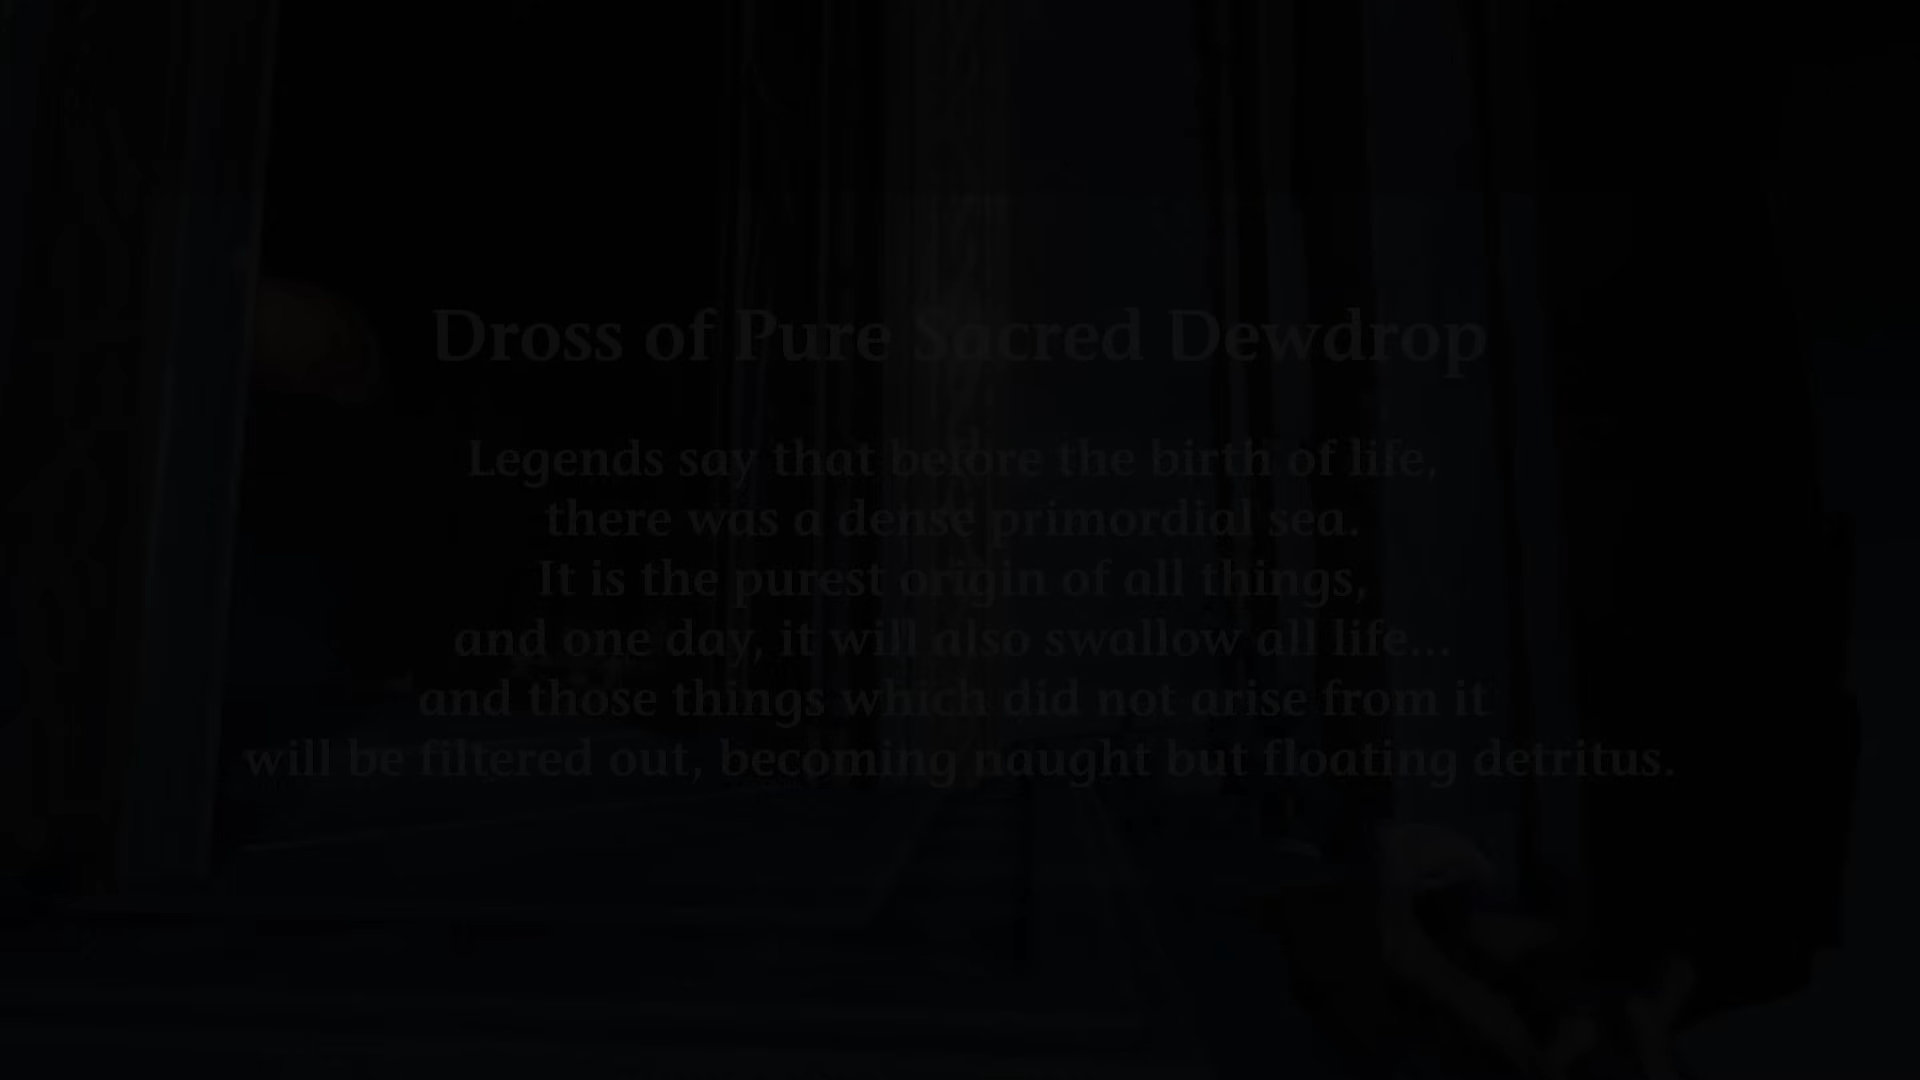 Dross of Pure Sacred Dewdrop
Legends say that before the birth of life,
there was a dense primordial sea.
It is the purest origin of all things,
and one day, it will also swallow all life...
and those things which did not arise from it
will be filtered out, becoming naught but floating detritus.